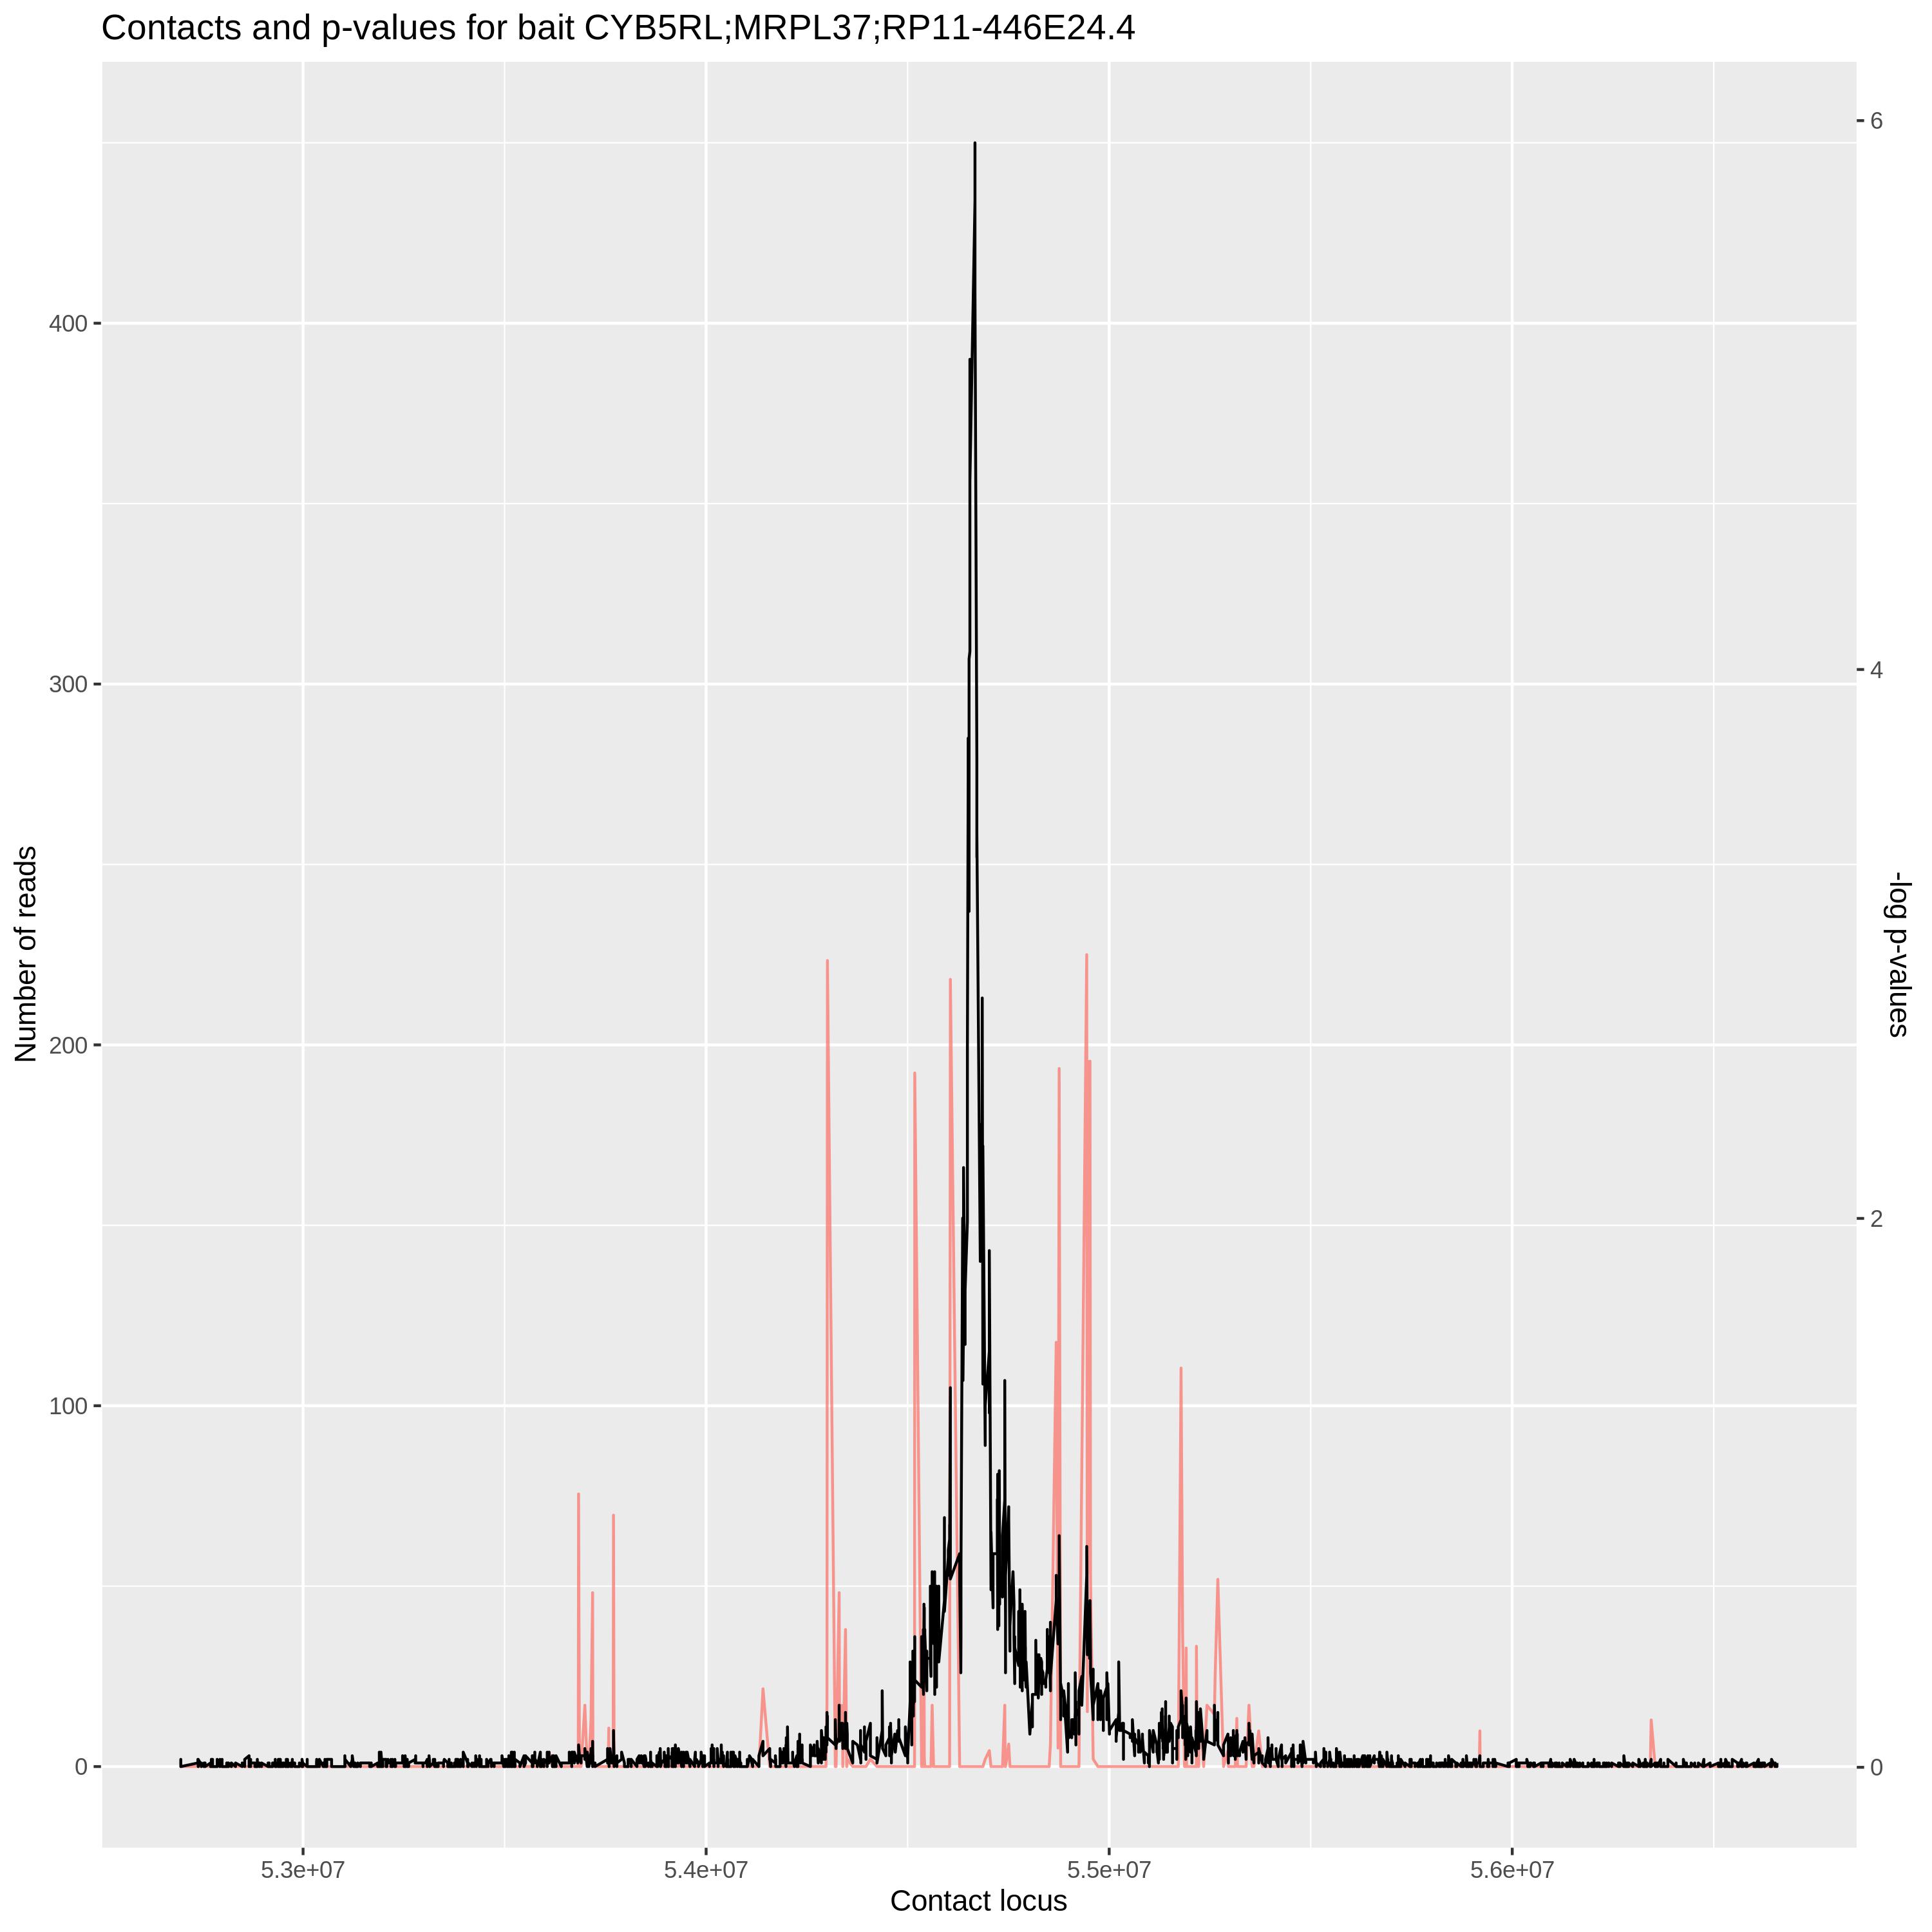 Contacts and p-values for bait CYB5RL;MRPL37;RP11-446E24.4
6
400
4
300
Number of reads
-log p-values
200
2
100
0
0
5.3e+07
5.4e+07
5.5e+07
5.6e+07
Contact locus